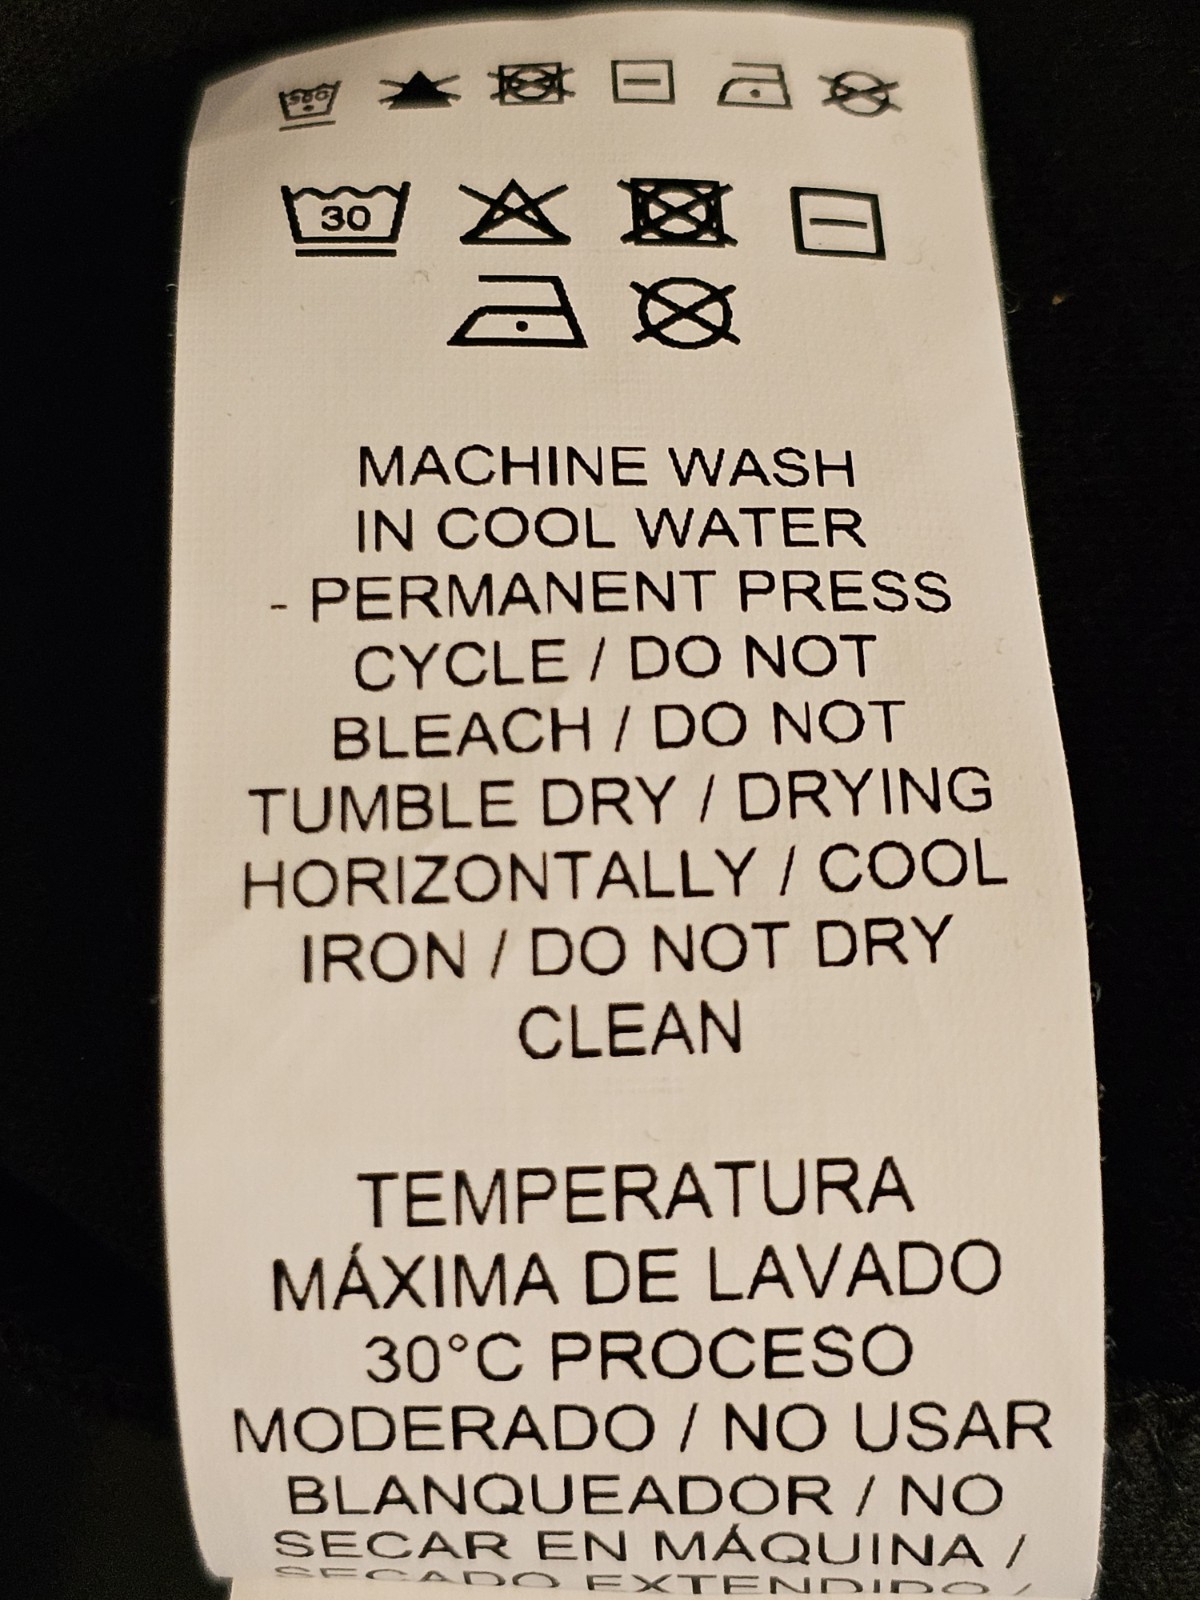 30
MACHINE WASH
IN COOL WATER
- PERMANENT PRESS
CYCLE / DO NOT
BLEACH / DO NOT
TUMBLE DRY / DRYING
HORIZONTALLY / COOL
IRON / DO NOT DRY
CLEAN
TEMPERATURA
MÁXIMA DE LAVADO
30°C PROCESO
MODERADO / NO USAR
BLANQUEADOR / NO
SECAR EN MÁQUINA /
SECADO EXTENDIDO /